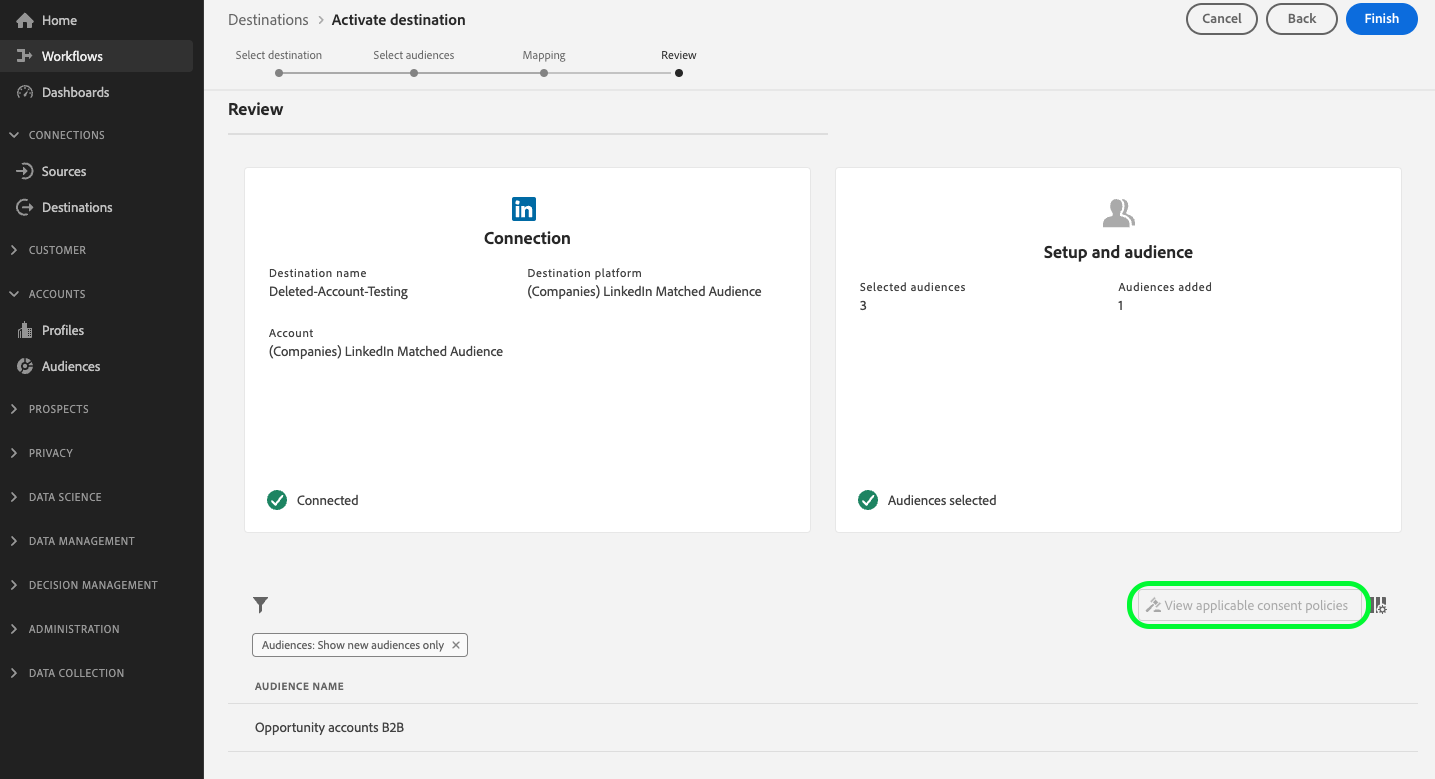 Home
Workflows
Dashboards
CONNECTIONS
Sources
Destinations
CUSTOMER
ACCOUNTS
Profiles
Audiences
PROSPECTS
PRIVACY
DATA SCIENCE
DATA MANAGEMENT
DECISION MANAGEMENT
ADMINISTRATION
DATA COLLECTION
Destinations > Activate destination
Cancel Back Finish
Select destination Select audiences Mapping Review
Review
in
Connection
Destination name Destination platform
Deleted-Account-Testing (Companies) LinkedIn Matched Audience
Account
(Companies) LinkedIn Matched Audience
Connected
Setup and audience
Selected audiences Audiences added
3 1
Audiences selected
View applicable consent policies
Audiences: Show new audiences only ×
AUDIENCE NAME
Opportunity accounts B2B